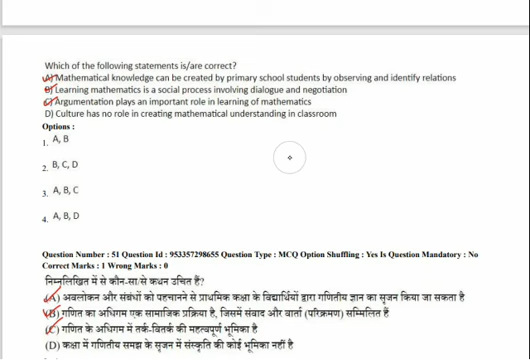 Which of the following statements is/are correct?
A) Mathematical knowledge can be created by primary school students by observing and identify relations
B) Learning mathematics is a social process involving dialogue and negotiation
C) Argumentation plays an important role in learning of mathematics
D) Culture has no role in creating mathematical understanding in classroom
Options :
1. A, B
2. B, C, D
3. A, B, C
4. A, B, D
Question Number : 51 Question Id : 953357298655 Question Type : MCQ Option Shuffling : Yes Is Question Mandatory : No
Correct Marks : 1 Wrong Marks : 0
निम्नलिखित में से कौन-सा/से कथन उचित हैं?
(A) अवलोकन और संबंधों को पहचानने से प्राथमिक कक्षा के विद्यार्थियों द्वारा गणितीय ज्ञान का सृजन किया जा सकता है
(B) गणित का अधिगम एक सामाजिक प्रक्रिया है, जिसमें संवाद और वार्ता (परिक्रमण) सम्मिलित हैं
(C) गणित के अधिगम में तर्क-वितर्क की महत्वपूर्ण भूमिका है
(D) कक्षा में गणितीय समझ के सृजन में संस्कृति की कोई भूमिका नहीं है